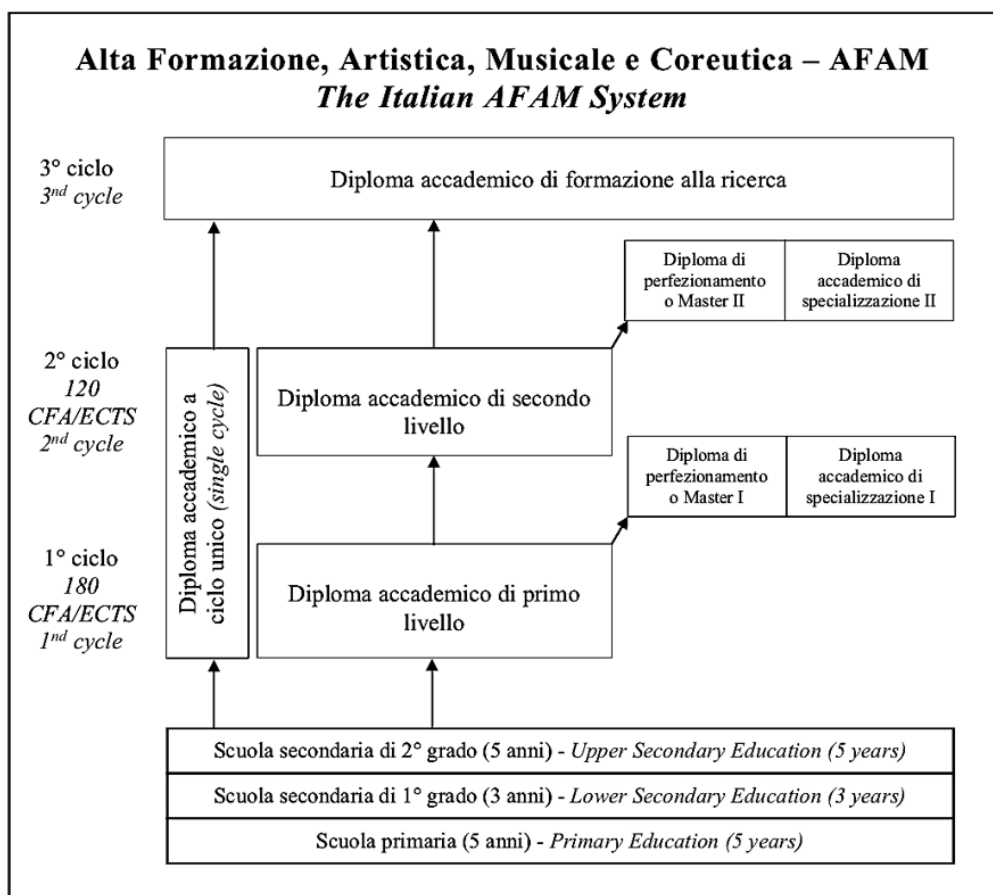 Alta Formazione, Artistica, Musicale e Coreutica – AFAM
The Italian AFAM System
3° ciclo
3nd cycle
Diploma accademico di formazione alla ricerca
Diploma di
perfezionamento
o Master II
Diploma
accademico di
specializzazione II
2° ciclo
120
CFA/ECTS
2nd cycle
Diploma accademico a
ciclo unico (single cycle)
Diploma accademico di secondo
livello
Diploma di
perfezionamento
o Master I
Diploma
accademico di
specializzazione I
1° ciclo
180
CFA/ECTS
1nd cycle
Diploma accademico di primo
livello
Scuola secondaria di 2° grado (5 anni) - Upper Secondary Education (5 years)
Scuola secondaria di 1° grado (3 anni) - Lower Secondary Education (3 years)
Scuola primaria (5 anni) - Primary Education (5 years)